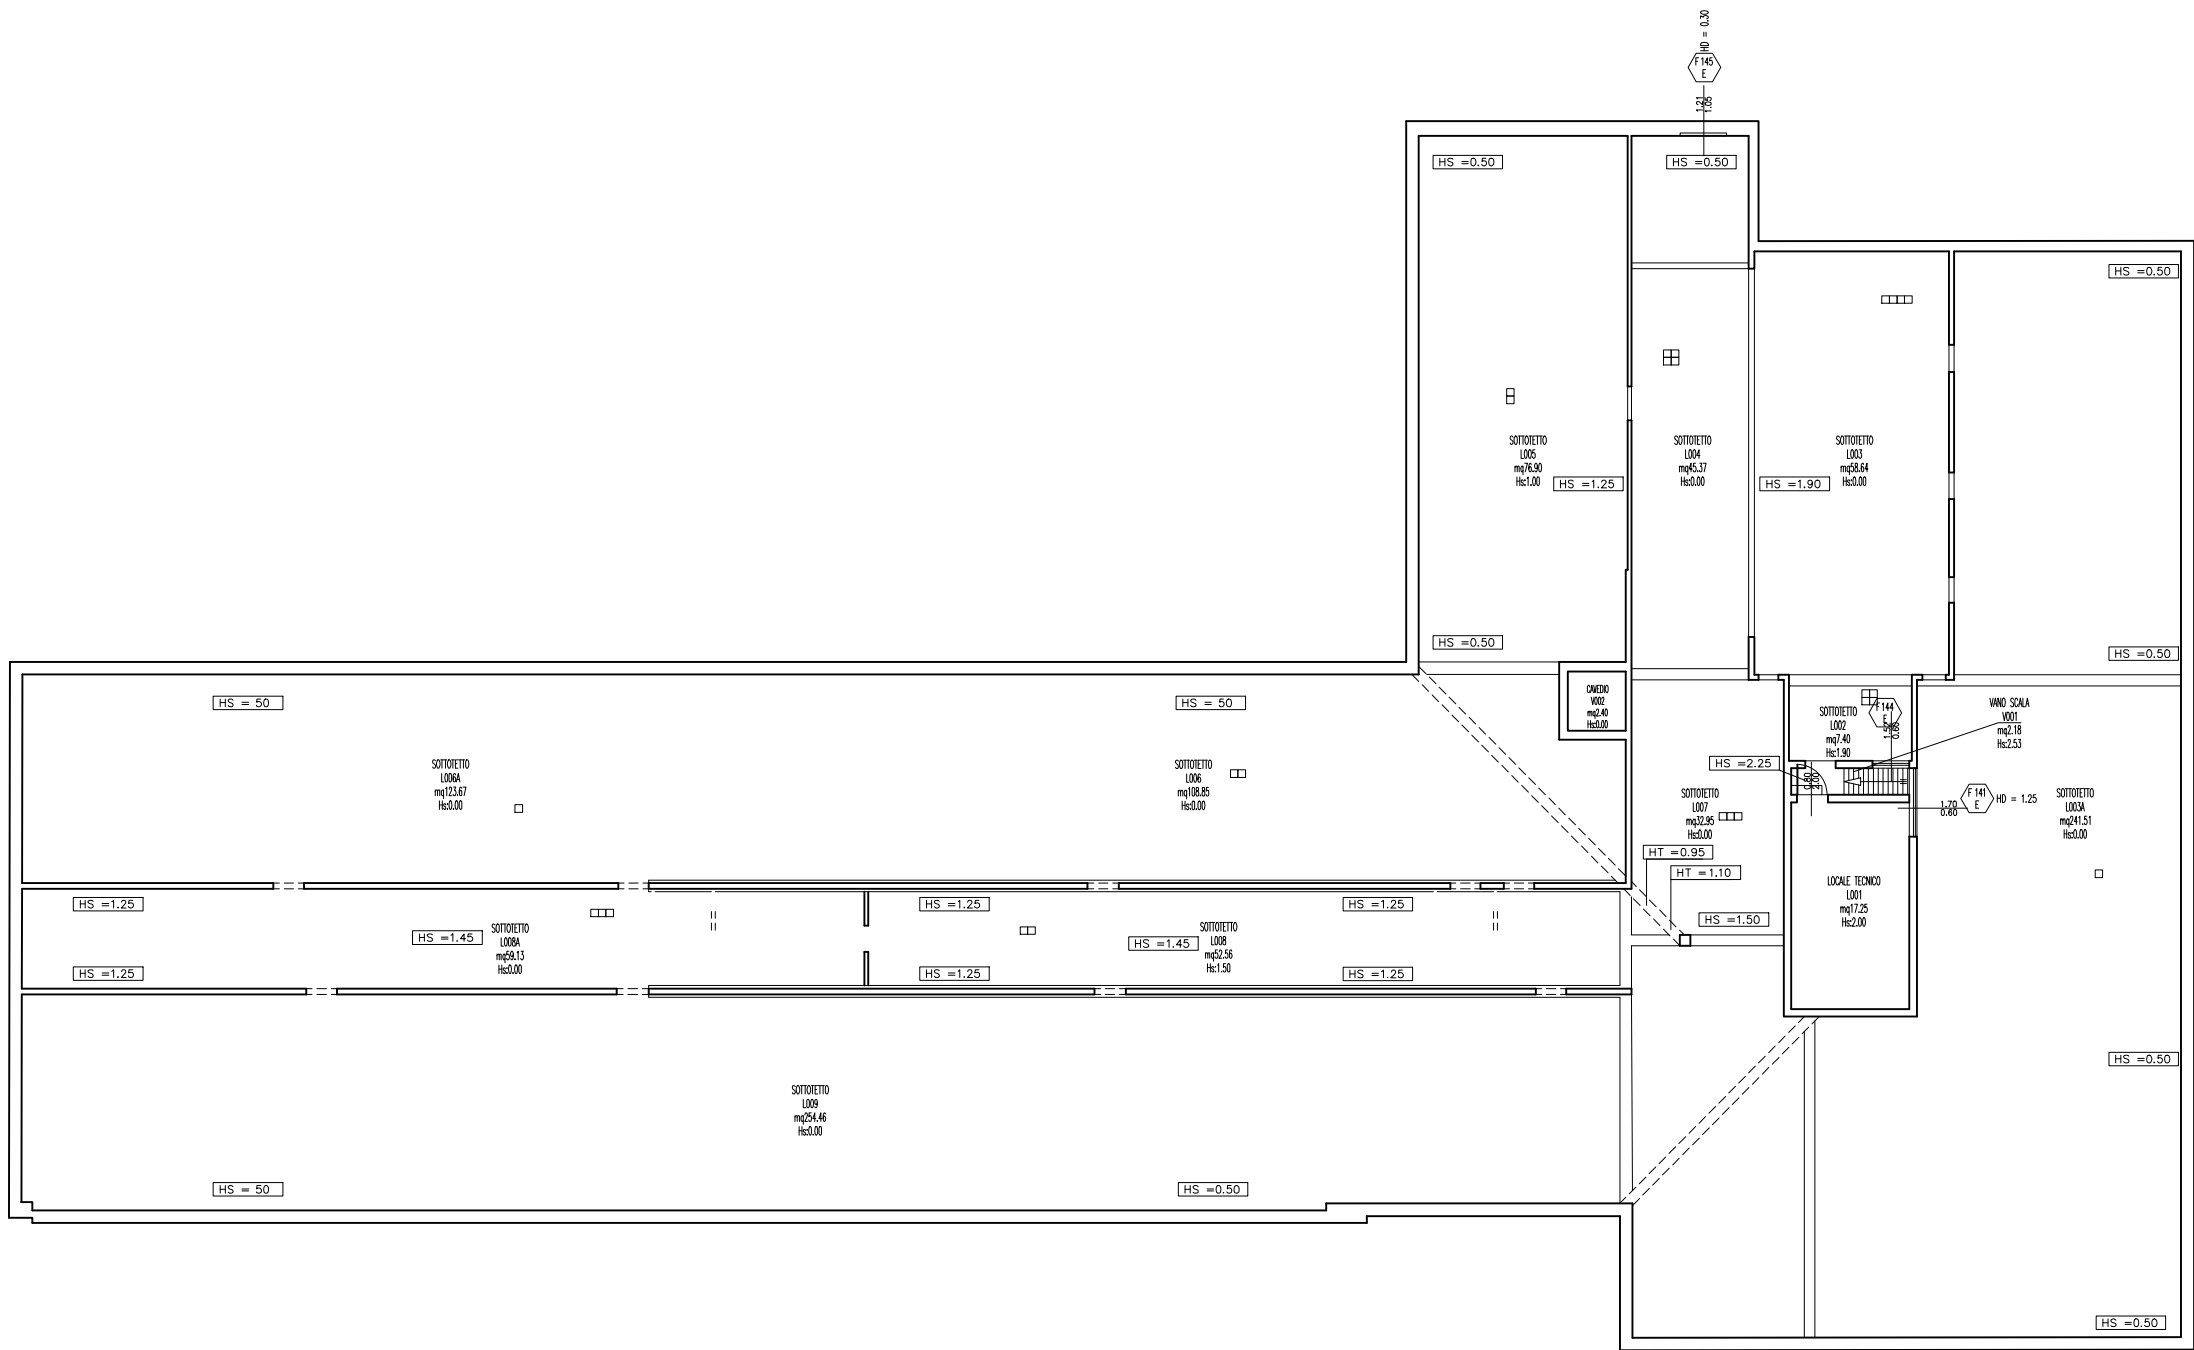 HD = 0.30
F 145
E
1.21
1.05
HS =0.50
HS =0.50
HS =0.50
SOTTOTETTO
L005
mq76.90
Hs:1.00
HS =1.25
SOTTOTETTO
L004
mq45.37
Hs:0.00
SOTTOTETTO
L003
mq58.64
Hs:0.00
HS =1.90
HS =0.50
HS =0.50
HS = 50
HS = 50
CAVEDIO
V002
mq2.40
Hs:0.00
SOTTOTETTO
L002
mq7.40
Hs:1.90
F 144
E
1.52
0.60
VANO SCALA
V001
mq2.18
Hs:2.53
SOTTOTETTO
L006A
mq123.67
Hs:0.00
SOTTOTETTO
L006
mq108.85
Hs:0.00
HS =2.25
0.80
2.00
SOTTOTETTO
L007
mq32.95
Hs:0.00
1.70
0.60
F 141
E
HD = 1.25
SOTTOTETTO
L003A
mq241.51
Hs:0.00
HT =0.95
HT =1.10
LOCALE TECNICO
L001
mq17.25
Hs:2.00
HS =1.25
HS =1.25
HS =1.25
HS =1.50
HS =1.45
SOTTOTETTO
L008A
mq59.13
Hs:0.00
HS =1.45
SOTTOTETTO
L008
mq52.56
Hs:1.50
HS =1.25
HS =1.25
HS =1.25
HS =0.50
SOTTOTETTO
L009
mq254.46
Hs:0.00
HS = 50
HS =0.50
HS =0.50